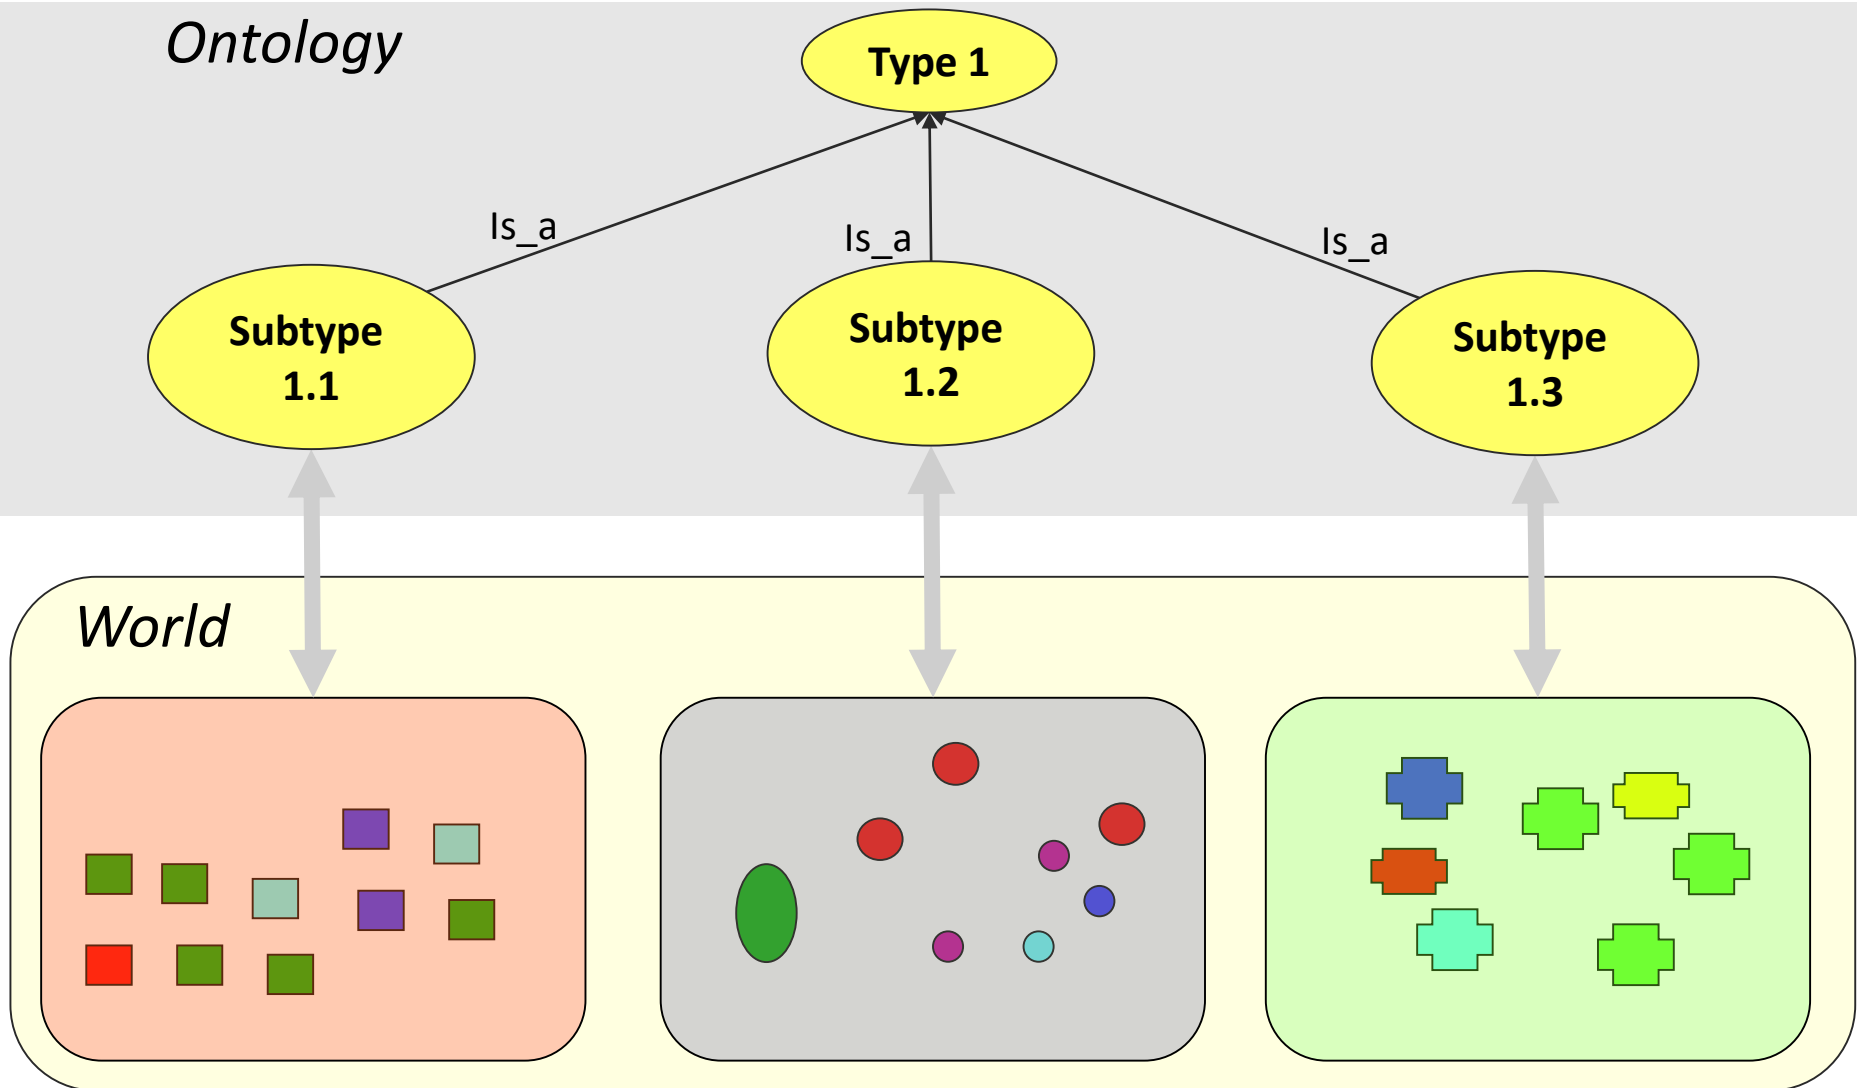 Ontology
Type 1
Is_a
Is_a
Is_a
Subtype
1.1
Subtype
1.2
Subtype
1.3
World